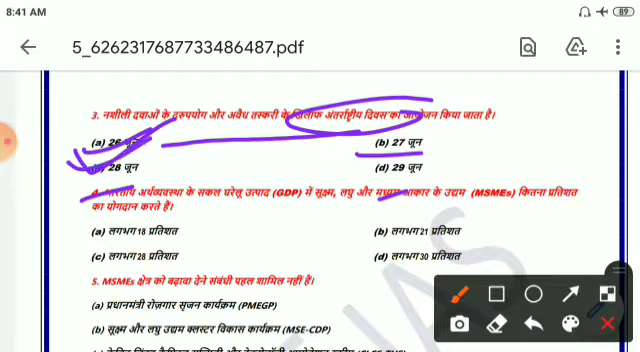 8:41 AM
89
5_6262317687733486487.pdf
3. नशीली दवाओं के दुरुपयोग और अवैध तस्करी के खिलाफ अंतर्राष्ट्रीय दिवस का आयोजन किया जाता है।
(a) 26 जून
(b) 27 जून
28 जून
(d) 29 जून
4. भारतीय अर्थव्यवस्था के सकल घरेलू उत्पाद (GDP) में सूक्ष्म, लघु और मध्यम आकार के उद्यम (MSMEs) कितना प्रतिशत
का योगदान करते हैं।
(a) लगभग 18 प्रतिशत
(b) लगभग 21 प्रतिशत
(c) लगभग 28 प्रतिशत
(d) लगभग 30 प्रतिशत
5. MSMEs क्षेत्र को बढ़ावा देने संबंधी पहल शामिल नहीं हैं।
(a) प्रधानमंत्री रोज़गार सृजन कार्यक्रम (PMEGP)
(b) सूक्ष्म और लघु उद्यम क्लस्टर विकास कार्यक्रम (MSE-CDP)
IAS